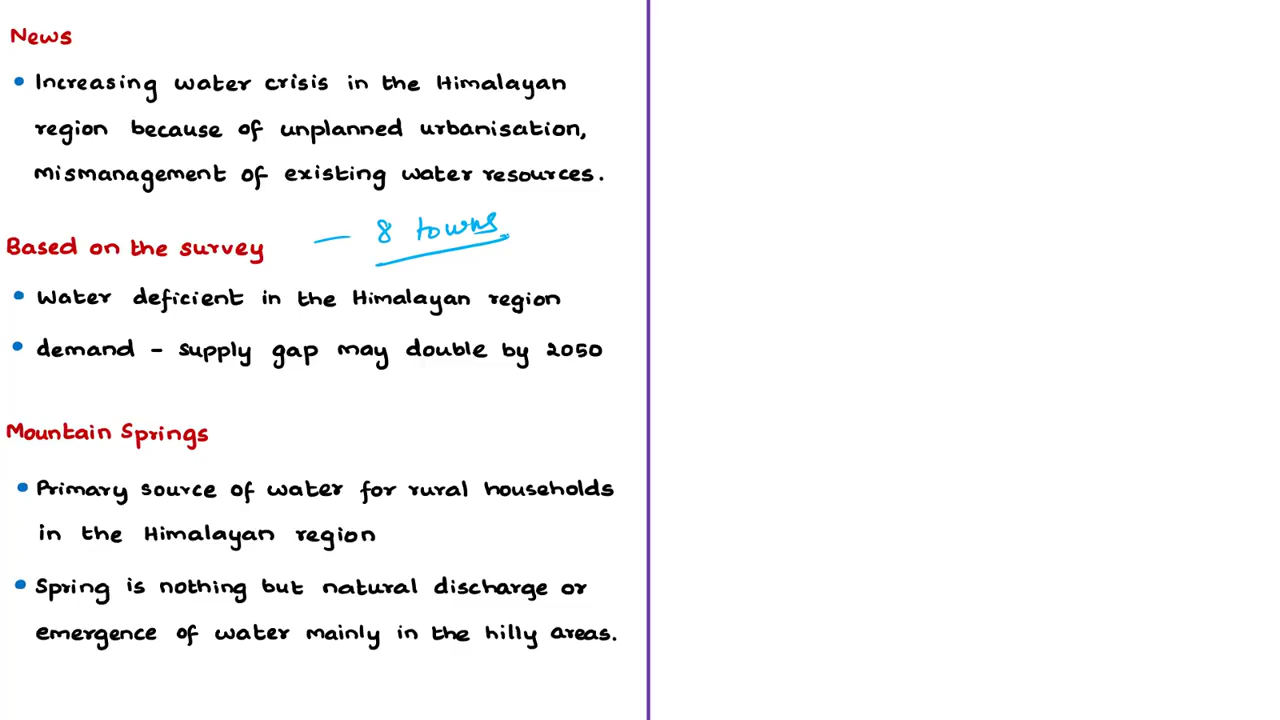 News
• Increasing water crisis in the Himalayan
region because of unplanned urbanisation,
mismanagement of existing water resources.
Based on the survey — 8 towns
• Water deficient in the Himalayan region
• demand - supply gap may double by 2050
Mountain Springs
• Primary source of water for rural households
in the Himalayan region
• Spring is nothing but natural discharge or
emergence of water mainly in the hilly areas.